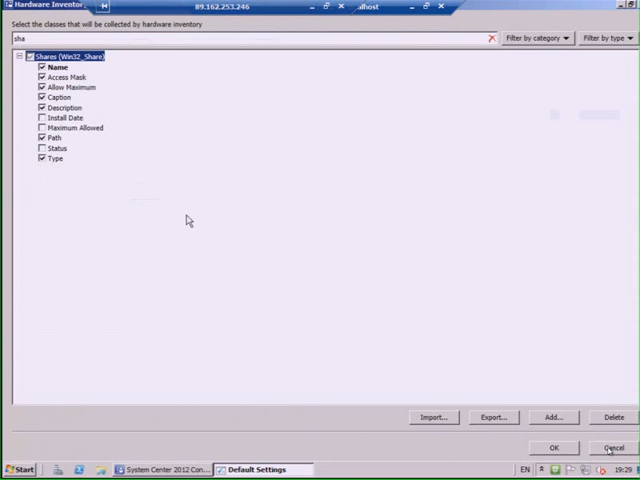 Hardware Inventor
89.162.253.246
alhost
Select the classes that will be collected by hardware inventory
sha
Filter by category
Filter by type
Shares (Win32_Share)
Name
Access Mask
Allow Maximum
Caption
Description
Install Date
Maximum Allowed
Path
Status
Type
Import...
Export...
Add...
Delete
OK
Cancel
Start
System Center 2012 Con...
Default Settings
EN
19:29